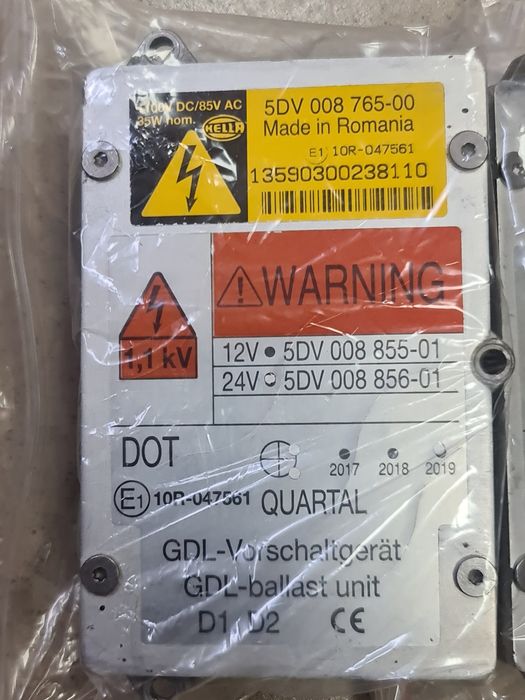 100V DC/85V AC
35W nom.
HELLA
5DV 008 765-00
Made in Romania
E1 10R-047561
13590300238110
WARNING
1,1 kV
12V ● 5DV 008 855-01
24V ○ 5DV 008 856-01
DOT
2017 2018 2019
E1 10R-047561 QUARTAL
GDL-Vorschaltgerät
GDL-ballast unit
D1 D2 CE